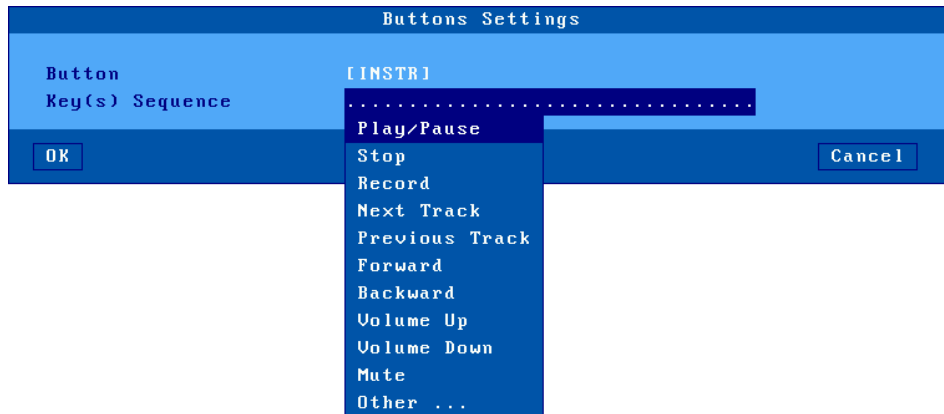 Buttons Settings
Button [INSTR]
Key(s) Sequence .................................
Play/Pause
OK Stop Cancel
Record
Next Track
Previous Track
Forward
Backward
Volume Up
Volume Down
Mute
Other ...